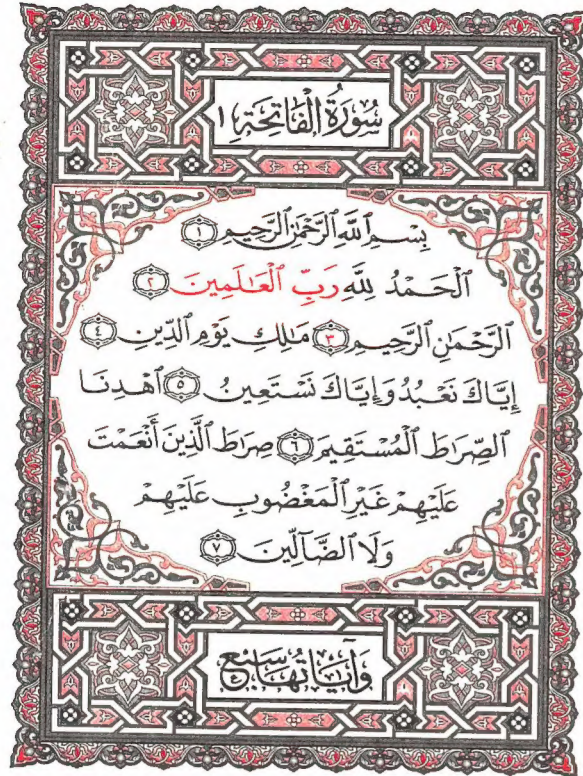 سُورَةُ الْفَاتِحَةِ ١
بِسْمِ ٱللَّهِ ٱلرَّحْمَٰنِ ٱلرَّحِيمِ ١
ٱلْحَمْدُ لِلَّهِ رَبِّ ٱلْعَٰلَمِينَ ٢
ٱلرَّحْمَٰنِ ٱلرَّحِيمِ ٣ مَٰلِكِ يَوْمِ ٱلدِّينِ ٤
إِيَّاكَ نَعْبُدُ وَإِيَّاكَ نَسْتَعِينُ ٥ ٱهْدِنَا
ٱلصِّرَٰطَ ٱلْمُسْتَقِيمَ ٦ صِرَٰطَ ٱلَّذِينَ أَنْعَمْتَ
عَلَيْهِمْ غَيْرِ ٱلْمَغْضُوبِ عَلَيْهِمْ
وَلَا ٱلضَّآلِّينَ ٧
وَآيَاتُهَا سَبْعٌ